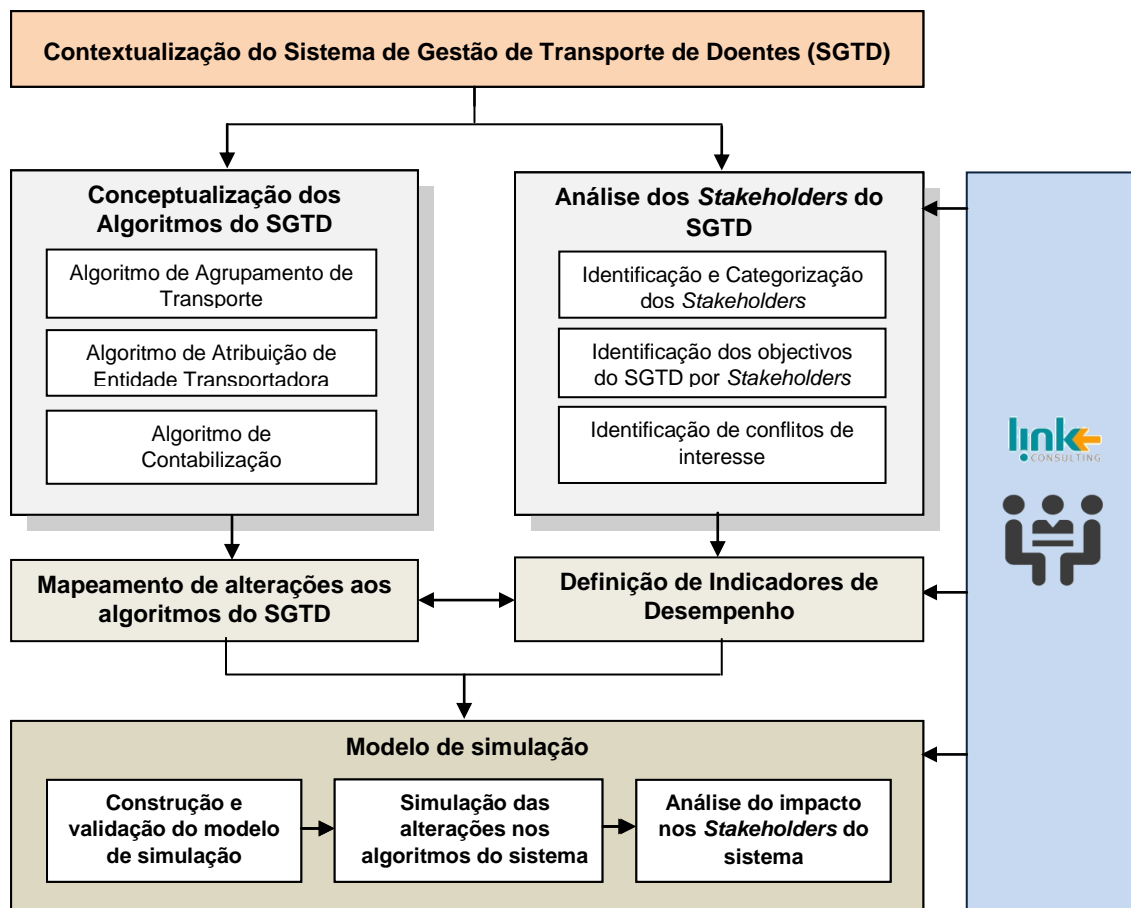 Contextualização do Sistema de Gestão de Transporte de Doentes (SGTD)
Conceptualização dos
Algoritmos do SGTD
Algoritmo de Agrupamento de
Transporte
Algoritmo de Atribuição de
Entidade Transportadora
Algoritmo de
Contabilização
Análise dos Stakeholders do
SGTD
Identificação e Categorização
dos Stakeholders
Identificação dos objectivos
do SGTD por Stakeholders
Identificação de conflitos de
interesse
Mapeamento de alterações aos
algoritmos do SGTD
Definição de Indicadores de
Desempenho
Modelo de simulação
Construção e
validação do modelo
de simulação
Simulação das
alterações nos
algoritmos do sistema
Análise do impacto
nos Stakeholders do
sistema
link
CONSULTING